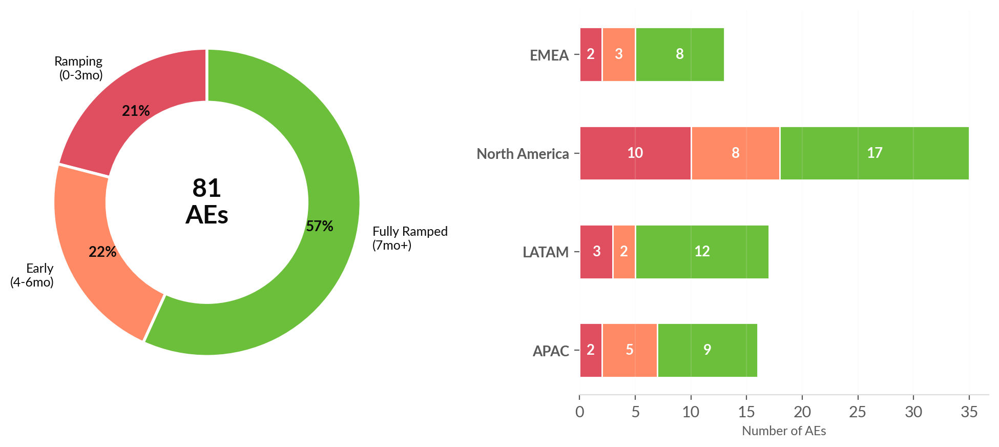 Ramping
(0-3mo)
21%
81
AEs
57%
Fully Ramped
(7mo+)
22%
Early
(4-6mo)
EMEA
2 3 8
North America
10 8 17
LATAM
3 2 12
APAC
2 5 9
0 5 10 15 20 25 30 35
Number of AEs